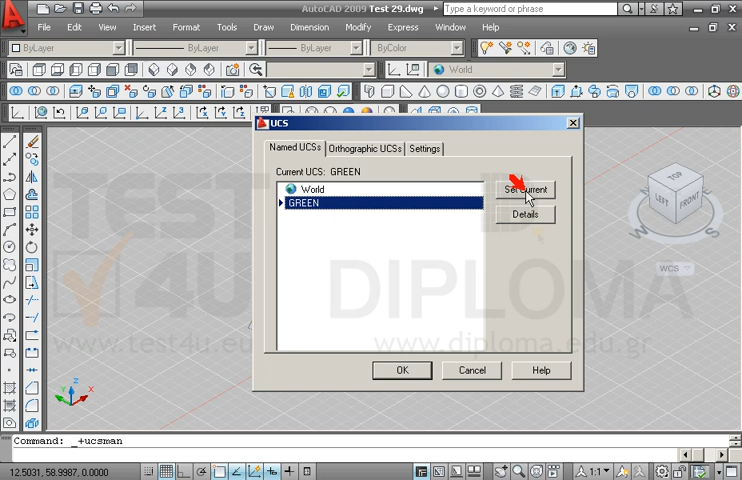 AutoCAD 2009 Test 29.dwg
Type a keyword or phrase
File Edit View Insert Format Tools Draw Dimension Modify Express Window Help
ByLayer ByLayer ByLayer ByColor
World
UCS
Named UCSs Orthographic UCSs Settings
Current UCS: GREEN
World
GREEN
Set Current
Details
OK Cancel Help
TOP
LEFT FRONT
WCS
TEST
4U
DIPLOMA
www.test4u.eu www.diploma.edu.gr
Z
Y X
Command: _+ucsman
12.5031, 58.9987, 0.0000
1:1